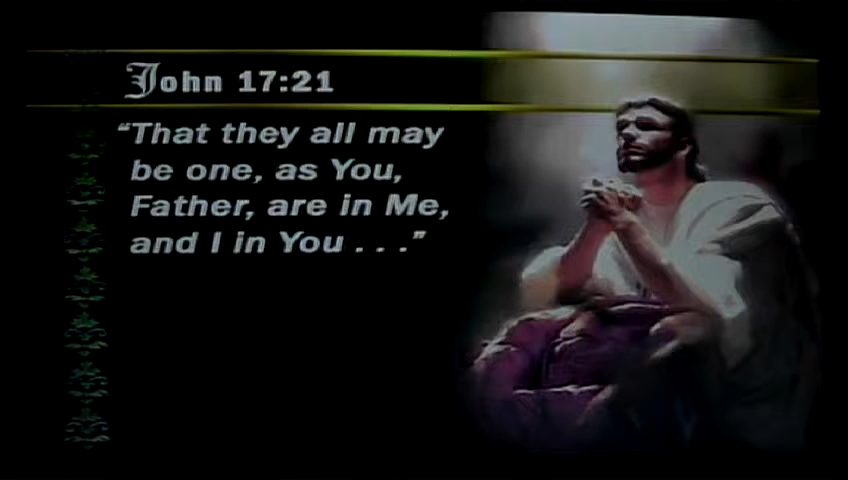 John 17:21
“That they all may
be one, as You,
Father, are in Me,
and I in You . . .”